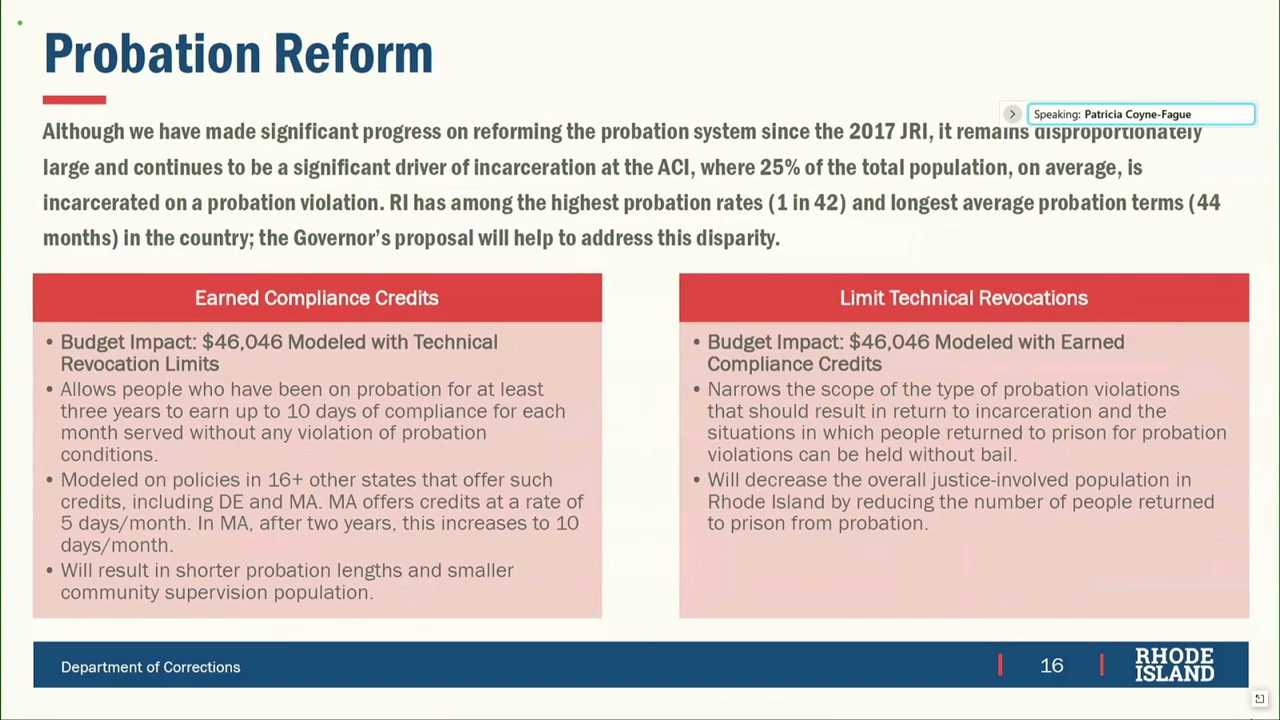 Probation Reform
Speaking: Patricia Coyne-Fague
Although we have made significant progress on reforming the probation system since the 2017 JRI, it remains disproportionately
large and continues to be a significant driver of incarceration at the ACI, where 25% of the total population, on average, is
incarcerated on a probation violation. RI has among the highest probation rates (1 in 42) and longest average probation terms (44
months) in the country; the Governor’s proposal will help to address this disparity.
Earned Compliance Credits
• Budget Impact: $46,046 Modeled with Technical
Revocation Limits
• Allows people who have been on probation for at least
three years to earn up to 10 days of compliance for each
month served without any violation of probation
conditions.
• Modeled on policies in 16+ other states that offer such
credits, including DE and MA. MA offers credits at a rate of
5 days/month. In MA, after two years, this increases to 10
days/month.
• Will result in shorter probation lengths and smaller
community supervision population.
Limit Technical Revocations
• Budget Impact: $46,046 Modeled with Earned
Compliance Credits
• Narrows the scope of the type of probation violations
that should result in return to incarceration and the
situations in which people returned to prison for probation
violations can be held without bail.
• Will decrease the overall justice-involved population in
Rhode Island by reducing the number of people returned
to prison from probation.
Department of Corrections
16
RHODE
ISLAND